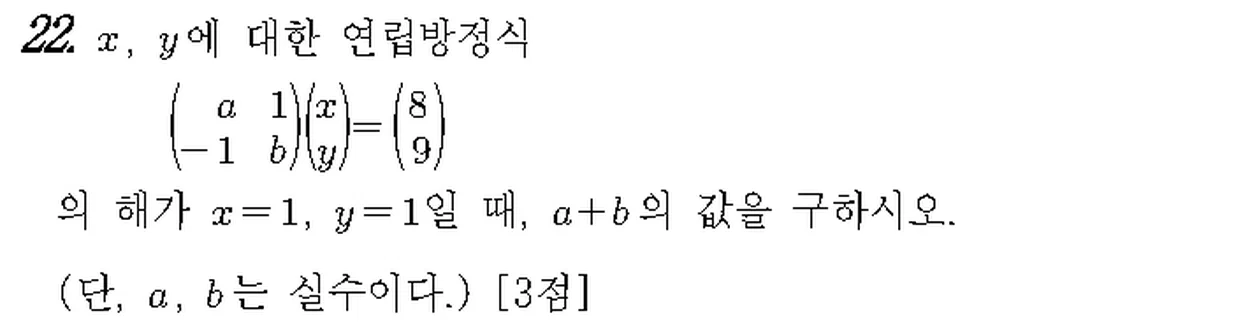 22. x, y에 대한 연립방정식
( a 1 ) (x) = (8)
(-1 b) (y) (9)
의 해가 x=1, y=1일 때, a+b의 값을 구하시오.
(단, a, b는 실수이다.) [3점]